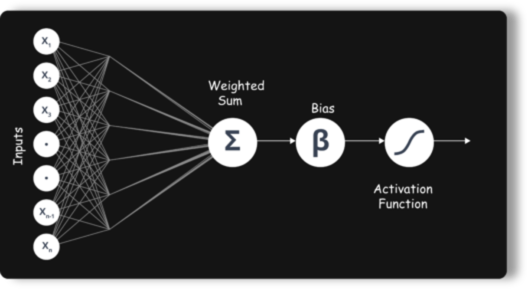 X₁
X₂
X₃
Xₙ₋₁
Xₙ
Inputs
Weighted
Sum
Σ
Bias
β
Activation
Function